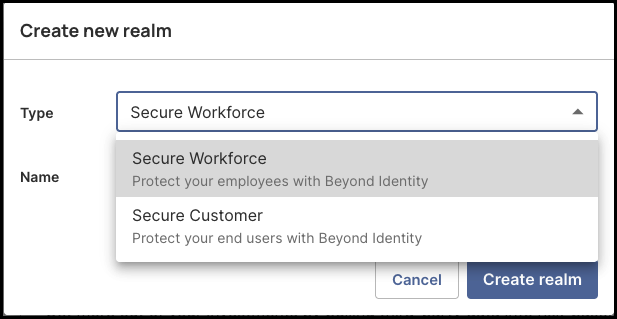 Create new realm
Type
Secure Workforce
Secure Workforce
Protect your employees with Beyond Identity
Name
Secure Customer
Protect your end users with Beyond Identity
Cancel
Create realm